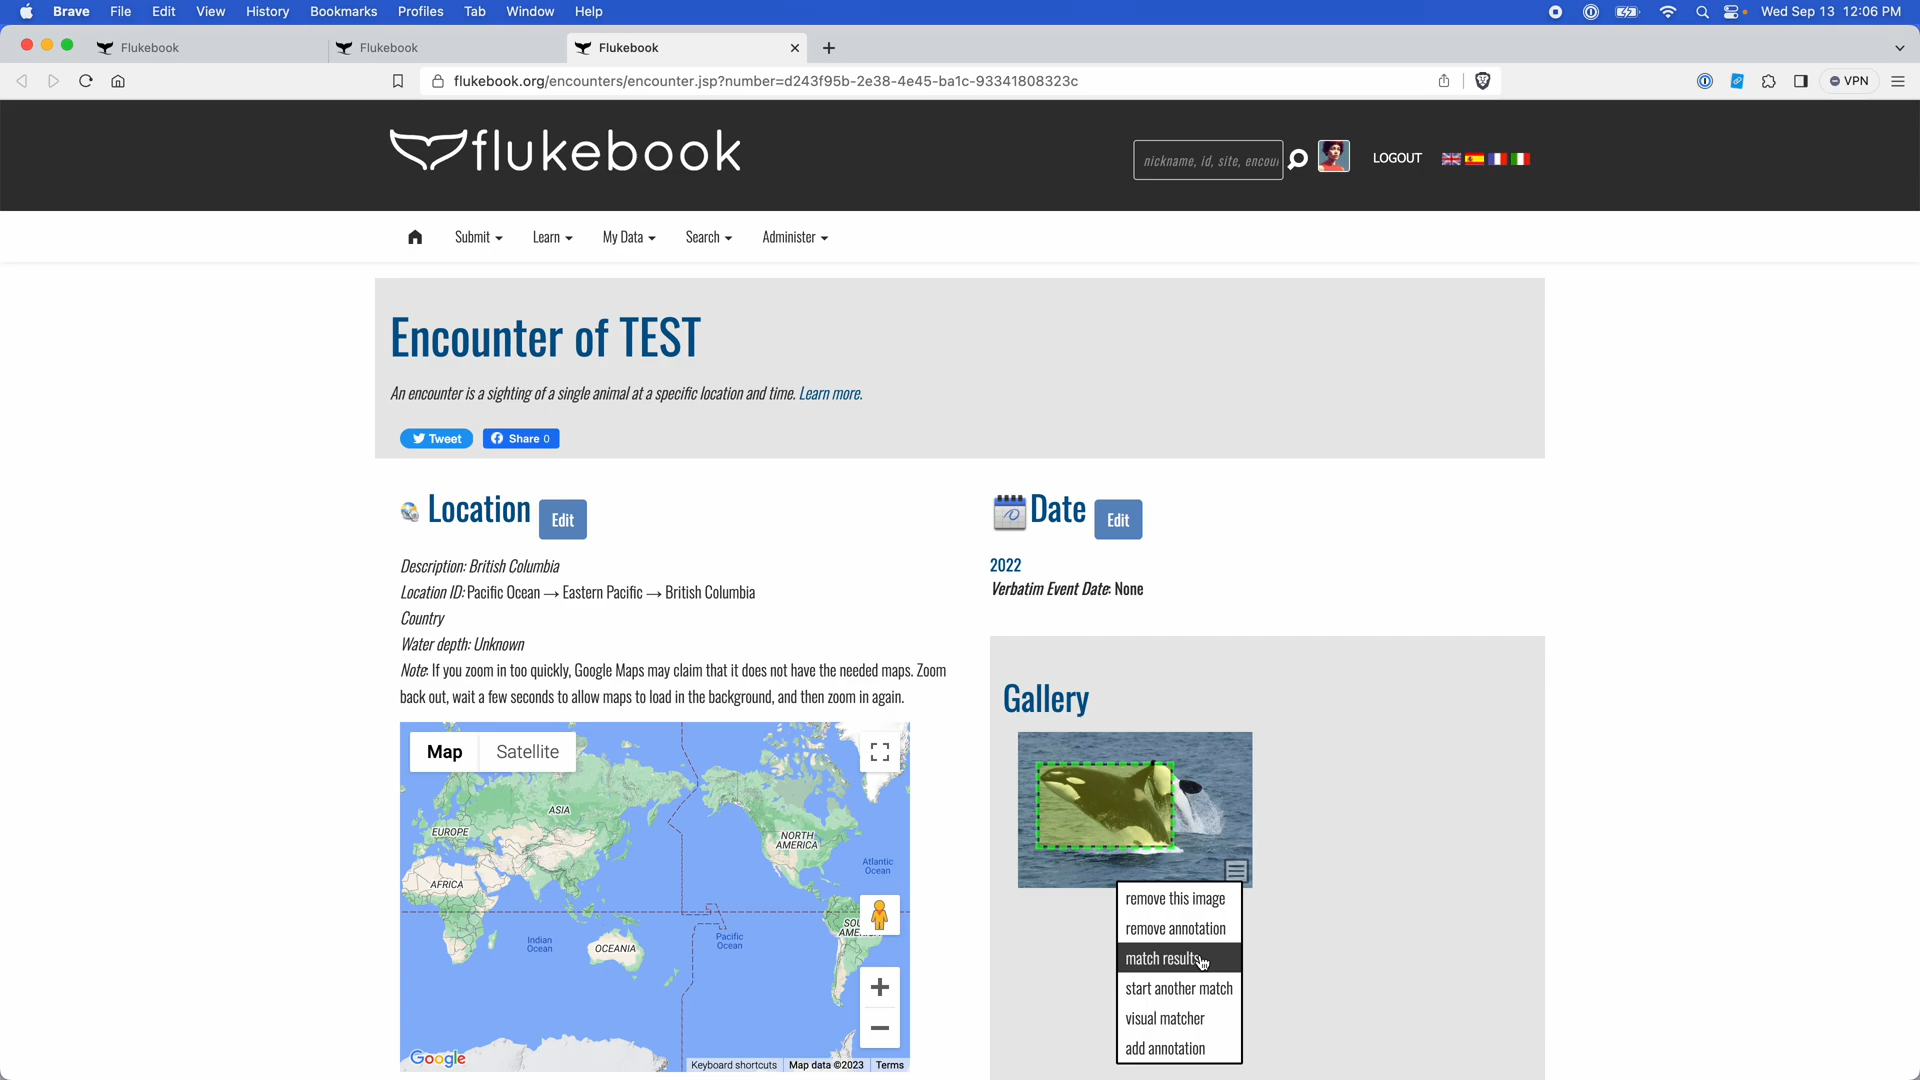 Brave File Edit View History Bookmarks Profiles Tab Window Help Wed Sep 13 12:06 PM
Flukebook Flukebook Flukebook
flukebook.org/encounters/encounter.jsp?number=d243f95b-2e38-4e45-ba1c-93341808323c VPN
flukebook
nickname, id, site, encou LOGOUT
Submit Learn My Data Search Administer
Encounter of TEST
An encounter is a sighting of a single animal at a specific location and time. Learn more.
Tweet Share 0
Location Edit
Description: British Columbia
Location ID: Pacific Ocean → Eastern Pacific → British Columbia
Country
Water depth: Unknown
Note: If you zoom in too quickly, Google Maps may claim that it does not have the needed maps. Zoom
back out, wait a few seconds to allow maps to load in the background, and then zoom in again.
Map Satellite
ASIA
EUROPE
NORTH
AMERICA
Atlantic
Ocean
AFRICA
SOU
AME
Indian
Ocean
OCEANIA
Pacific
Ocean
Google
Keyboard shortcuts Map data ©2023 Terms
Date Edit
2022
Verbatim Event Date: None
Gallery
remove this image
remove annotation
match results
start another match
visual matcher
add annotation